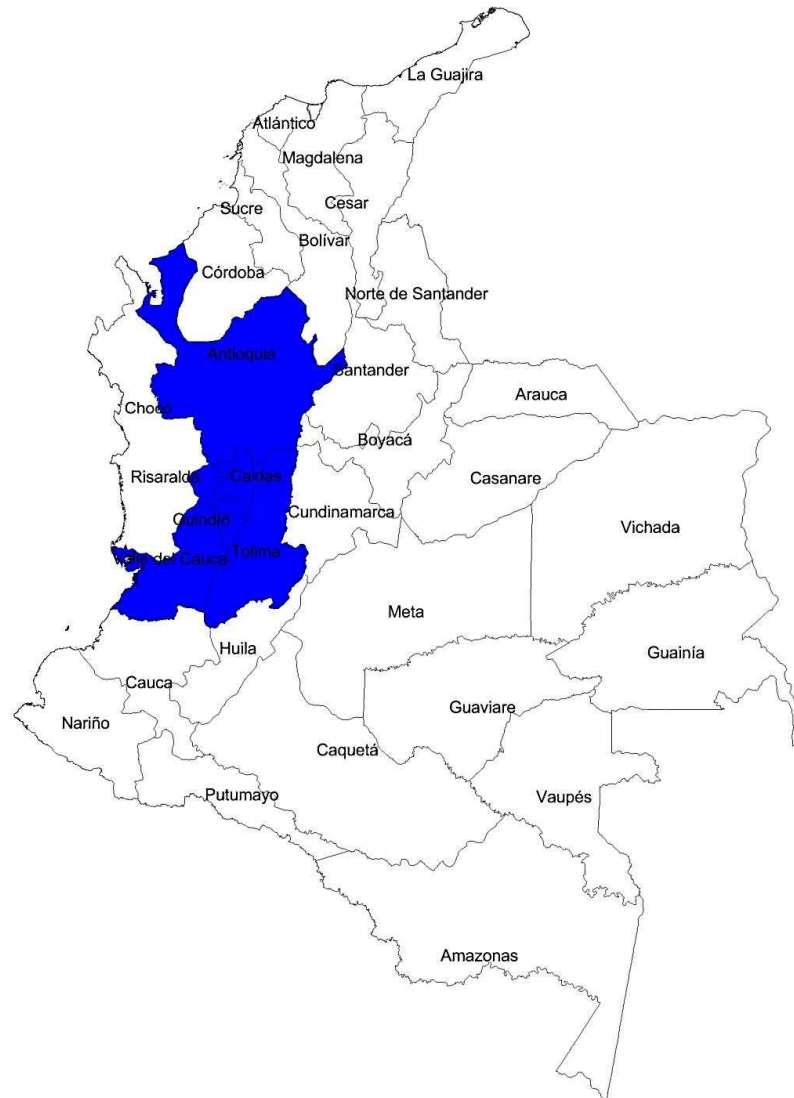 La Guajira
Atlántico
Magdalena
Cesar
Sucre
Bolívar
Córdoba
Norte de Santander
Antioquia
Santander
Arauca
Chocó
Boyacá
Risaralda
Caldas
Casanare
Quindío
Cundinamarca
Vichada
Valle del Cauca
Tolima
Meta
Huila
Guainía
Cauca
Guaviare
Nariño
Caquetá
Putumayo
Vaupés
Amazonas